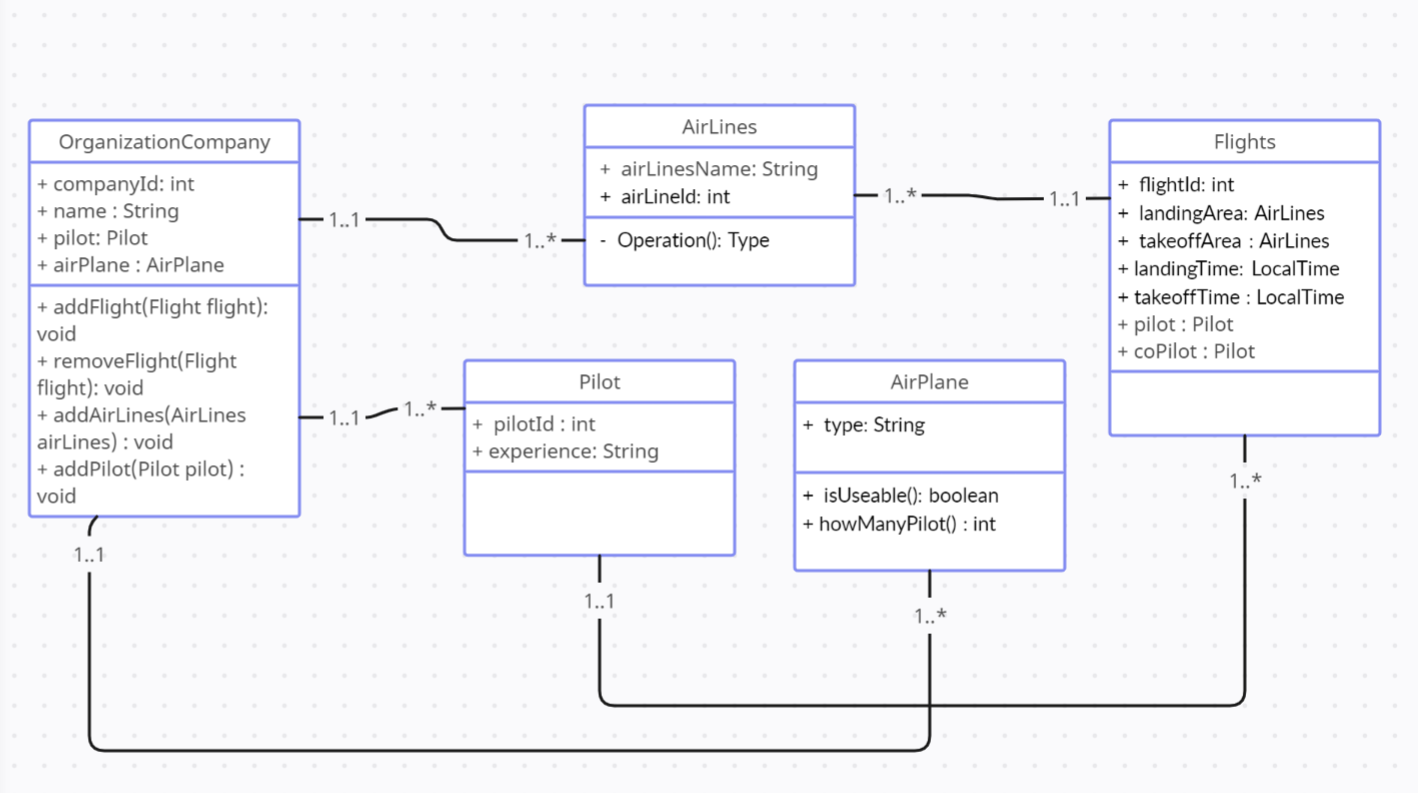 OrganizationCompany
+ companyId: int
+ name : String
+ pilot: Pilot
+ airPlane : AirPlane
+ addFlight(Flight flight):
void
+ removeFlight(Flight
flight): void
+ addAirLines(AirLines
airLines) : void
+ addPilot(Pilot pilot) :
void
1..1
1..*
AirLines
+ airLinesName: String
+ airLineId: int
- Operation(): Type
1..*
1..1
Flights
+ flightId: int
+ landingArea: AirLines
+ takeoffArea : AirLines
+ landingTime: LocalTime
+ takeoffTime : LocalTime
+ pilot : Pilot
+ coPilot : Pilot
1..1
1..*
Pilot
+ pilotId : int
+ experience: String
AirPlane
+ type: String
+ isUseable(): boolean
+ howManyPilot() : int
1..*
1..1
1..1
1..*